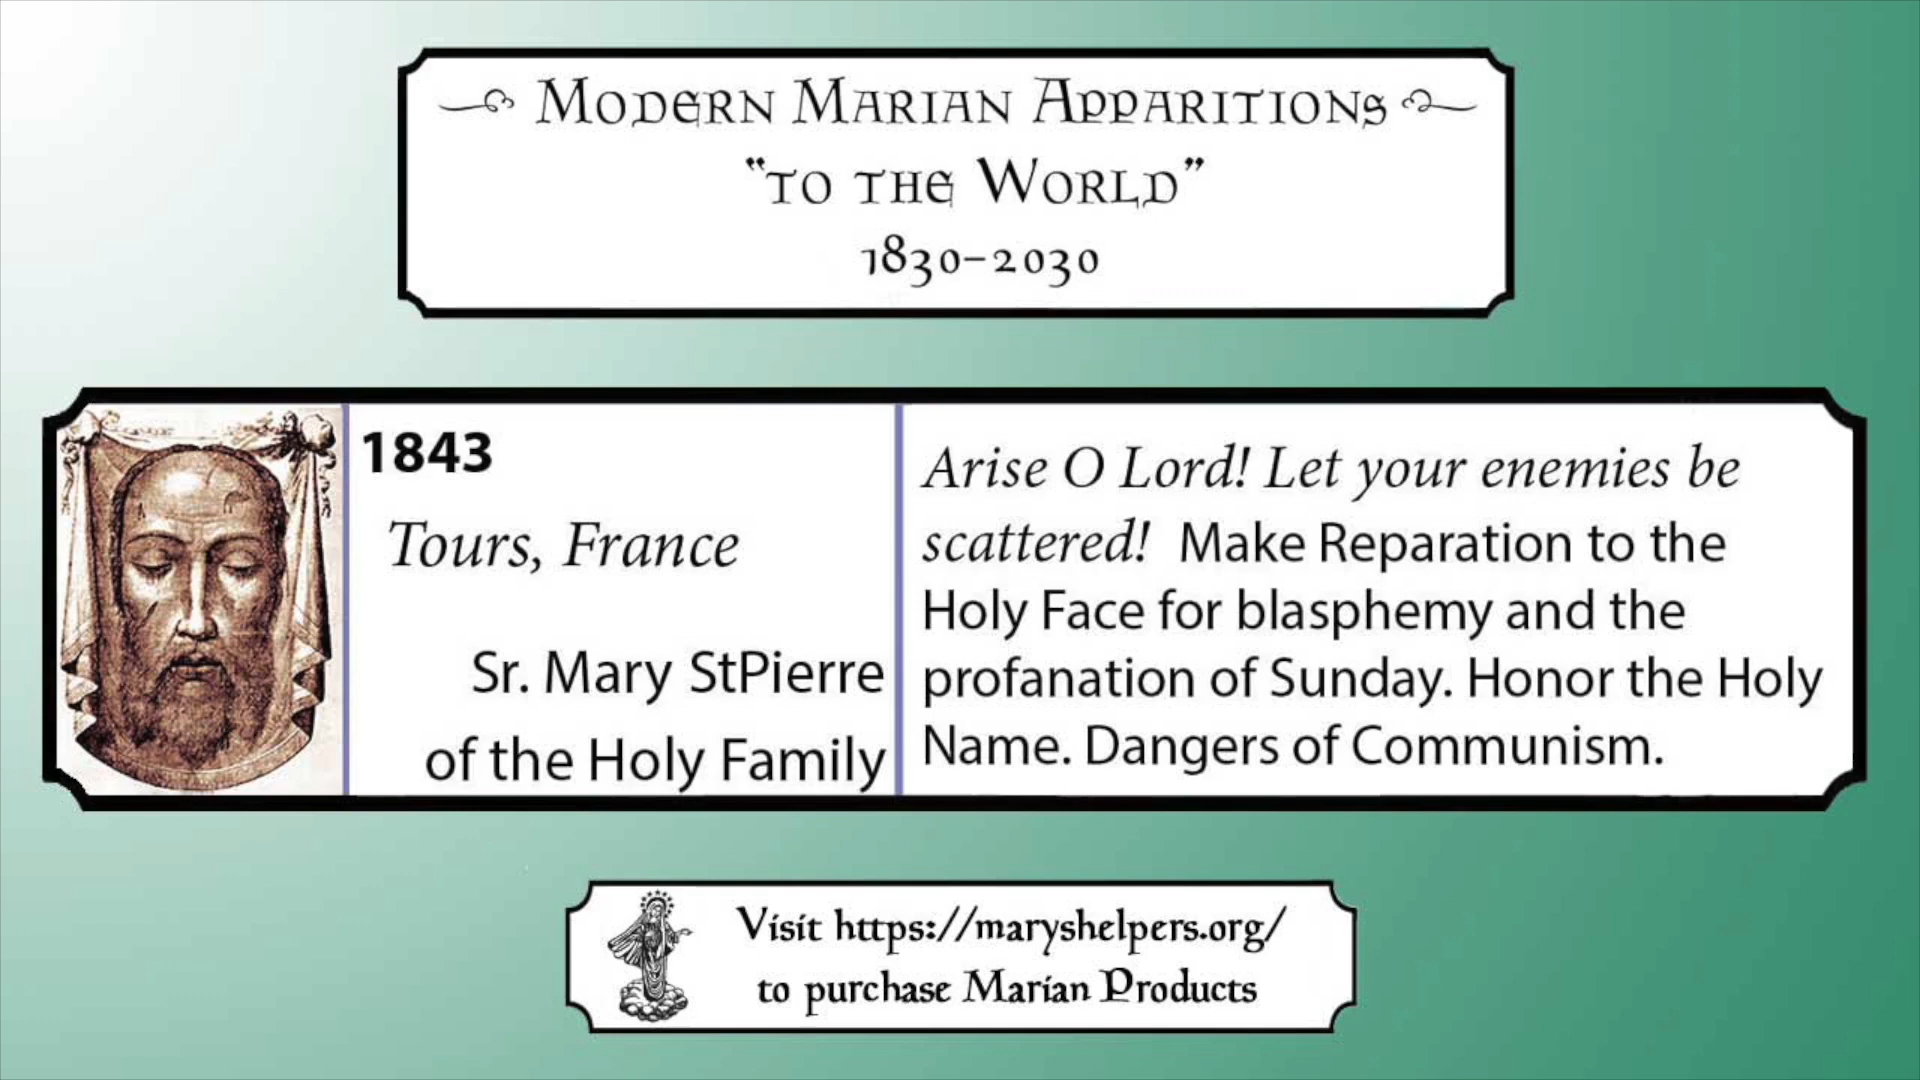 Modern Marian Apparitions
"to the World"
1830–2030
1843
Tours, France
Sr. Mary StPierre
of the Holy Family
Arise O Lord! Let your enemies be
scattered! Make Reparation to the
Holy Face for blasphemy and the
profanation of Sunday. Honor the Holy
Name. Dangers of Communism.
Visit https://maryshelpers.org/
to purchase Marian Products